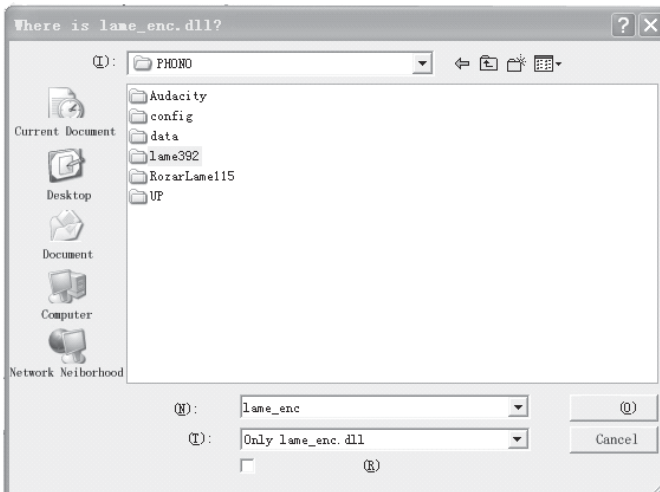 Where is lame_enc.dll?
(I): PHONO
Audacity
config
data
lame392
RozarLame115
UP
Current Document
Desktop
Document
Computer
Network Neiborhood
(N): lame_enc (O)
(T): Only lame_enc.dll Cancel
(R)